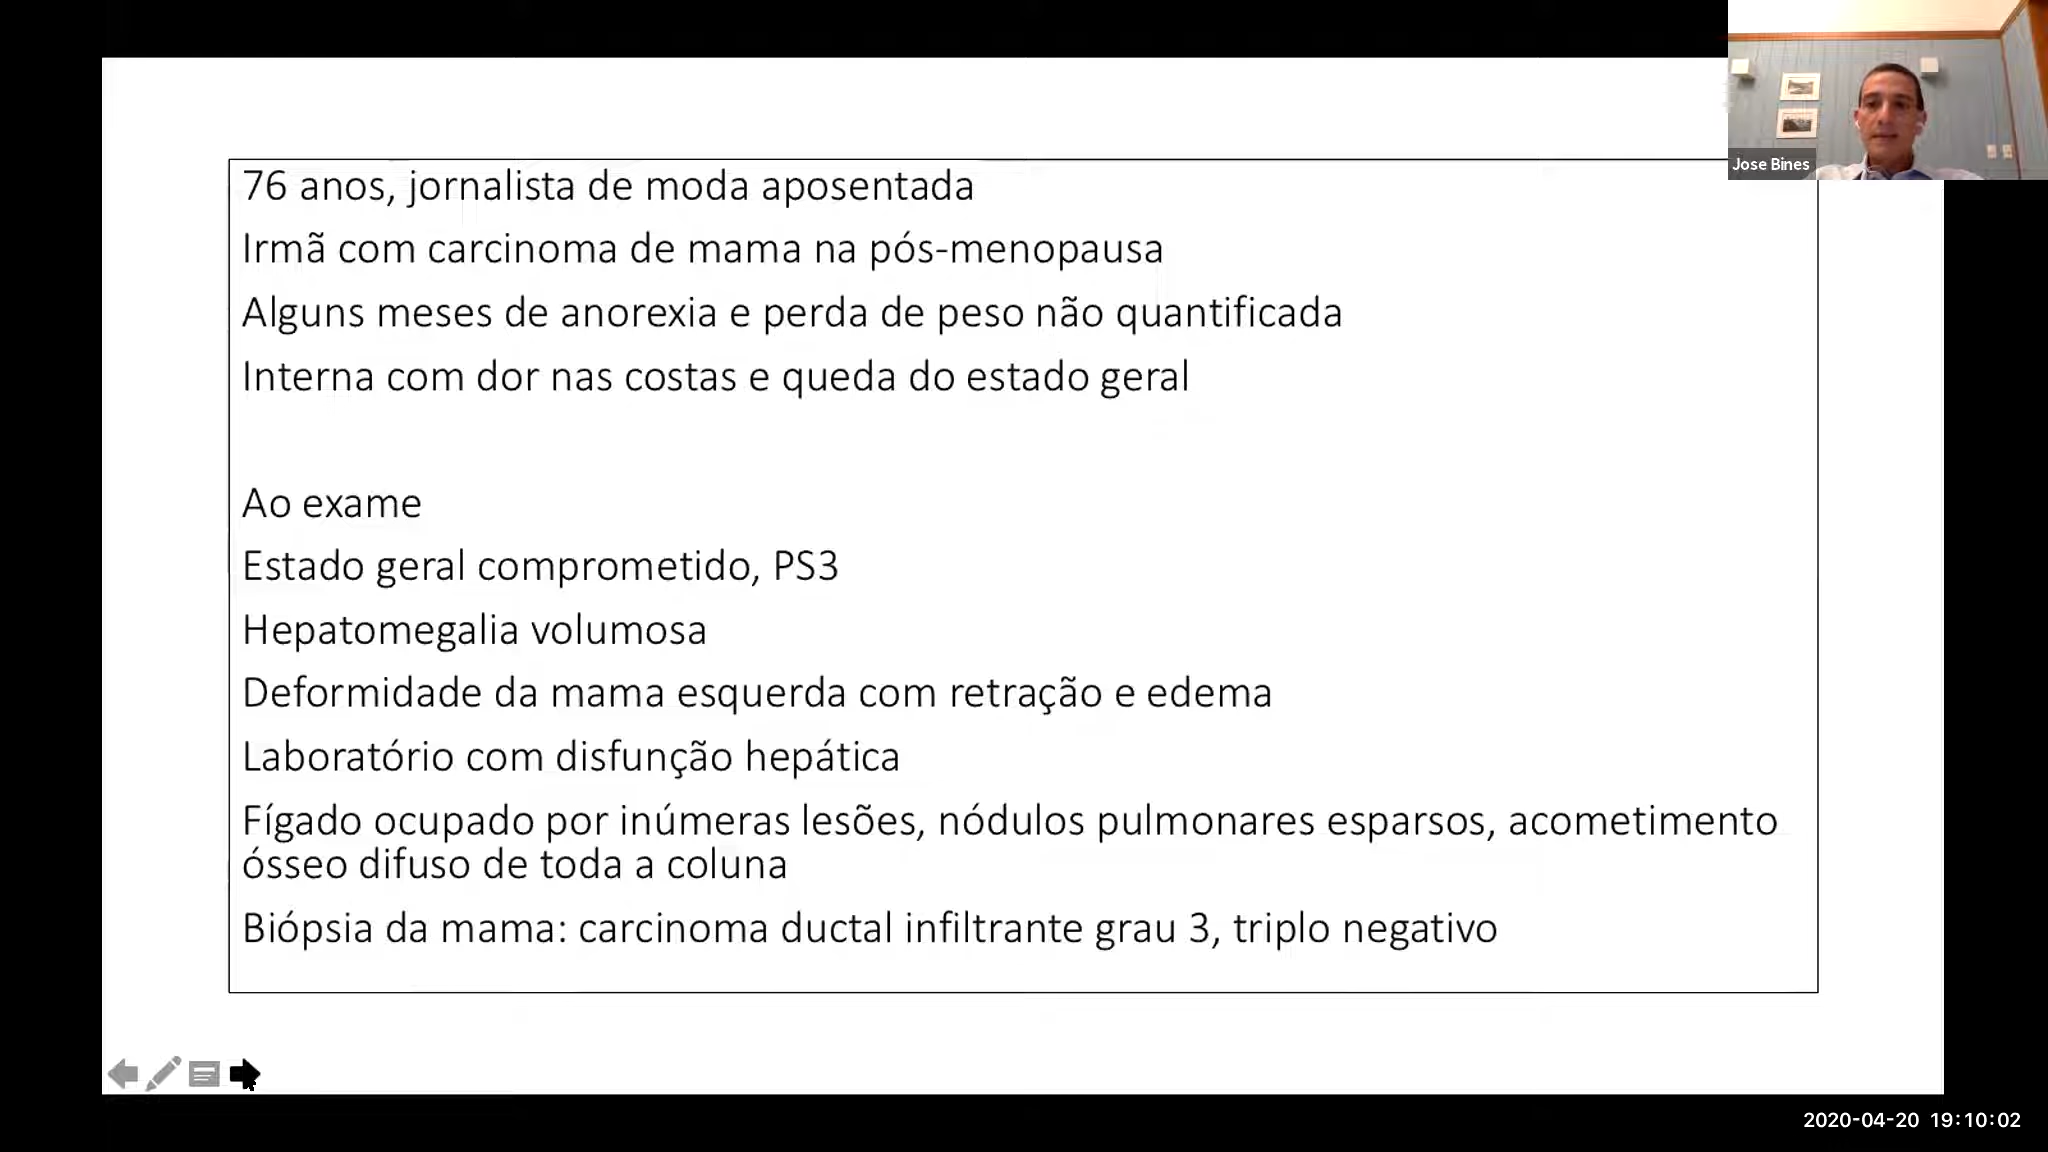 Jose Bines
76 anos, jornalista de moda aposentada
Irmã com carcinoma de mama na pós-menopausa
Alguns meses de anorexia e perda de peso não quantificada
Interna com dor nas costas e queda do estado geral
Ao exame
Estado geral comprometido, PS3
Hepatomegalia volumosa
Deformidade da mama esquerda com retração e edema
Laboratório com disfunção hepática
Fígado ocupado por inúmeras lesões, nódulos pulmonares esparsos, acometimento
ósseo difuso de toda a coluna
Biópsia da mama: carcinoma ductal infiltrante grau 3, triplo negativo
2020-04-20 19:10:02